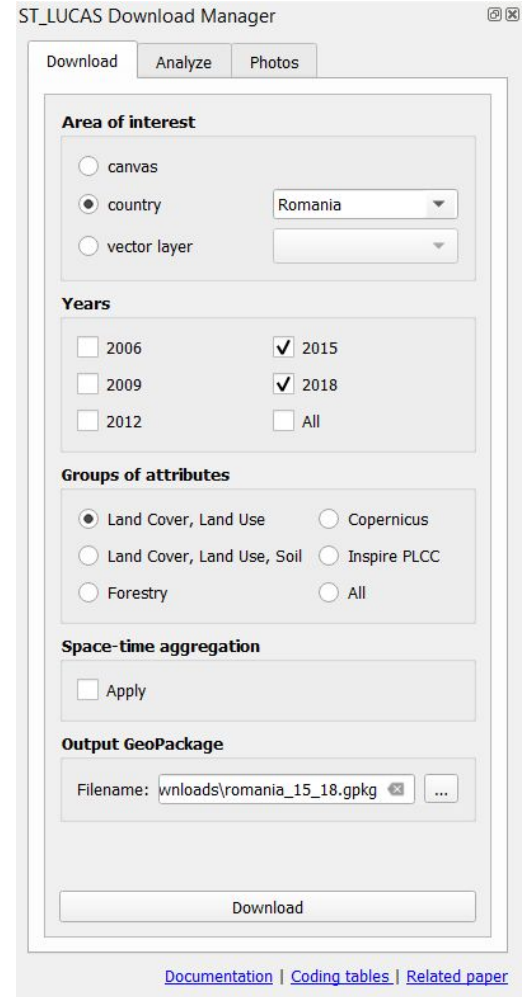 ST_LUCAS Download Manager
Download Analyze Photos
Area of interest
canvas
country Romania
vector layer
Years
2006 2015
2009 2018
2012 All
Groups of attributes
Land Cover, Land Use Copernicus
Land Cover, Land Use, Soil Inspire PLCC
Forestry All
Space-time aggregation
Apply
Output GeoPackage
Filename: wnloads\romania_15_18.gpkg ...
Download
Documentation | Coding tables | Related paper